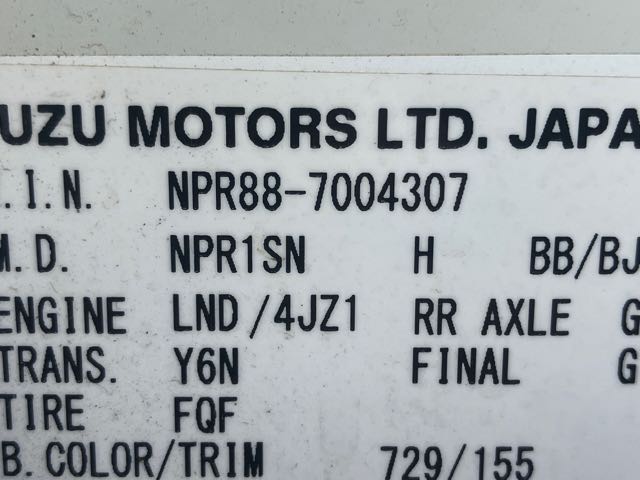 UZU MOTORS LTD. JAPA
.I.N. NPR88-7004307
M.D. NPR1SN H BB/BJ
ENGINE LND/4JZ1 RR AXLE G
TRANS. Y6N FINAL G
TIRE FQF
B.COLOR/TRIM 729/155